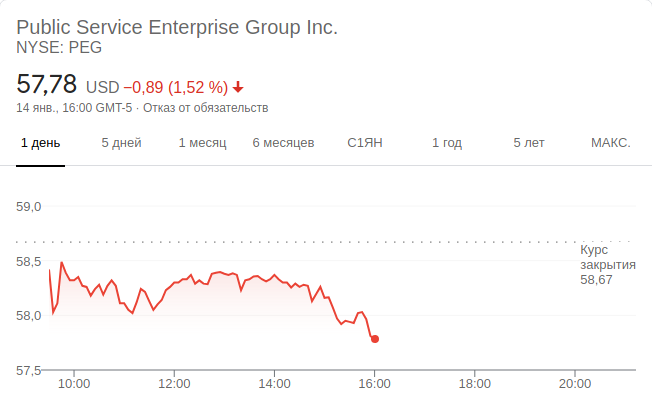 Public Service Enterprise Group Inc.
NYSE: PEG
57,78 USD −0,89 (1,52 %)
14 янв., 16:00 GMT-5 · Отказ от обязательств
1 день 5 дней 1 месяц 6 месяцев С1ЯН 1 год 5 лет МАКС.
59,0
Курс
закрытия
58,67
58,5
58,0
57,5
10:00 12:00 14:00 16:00 18:00 20:00